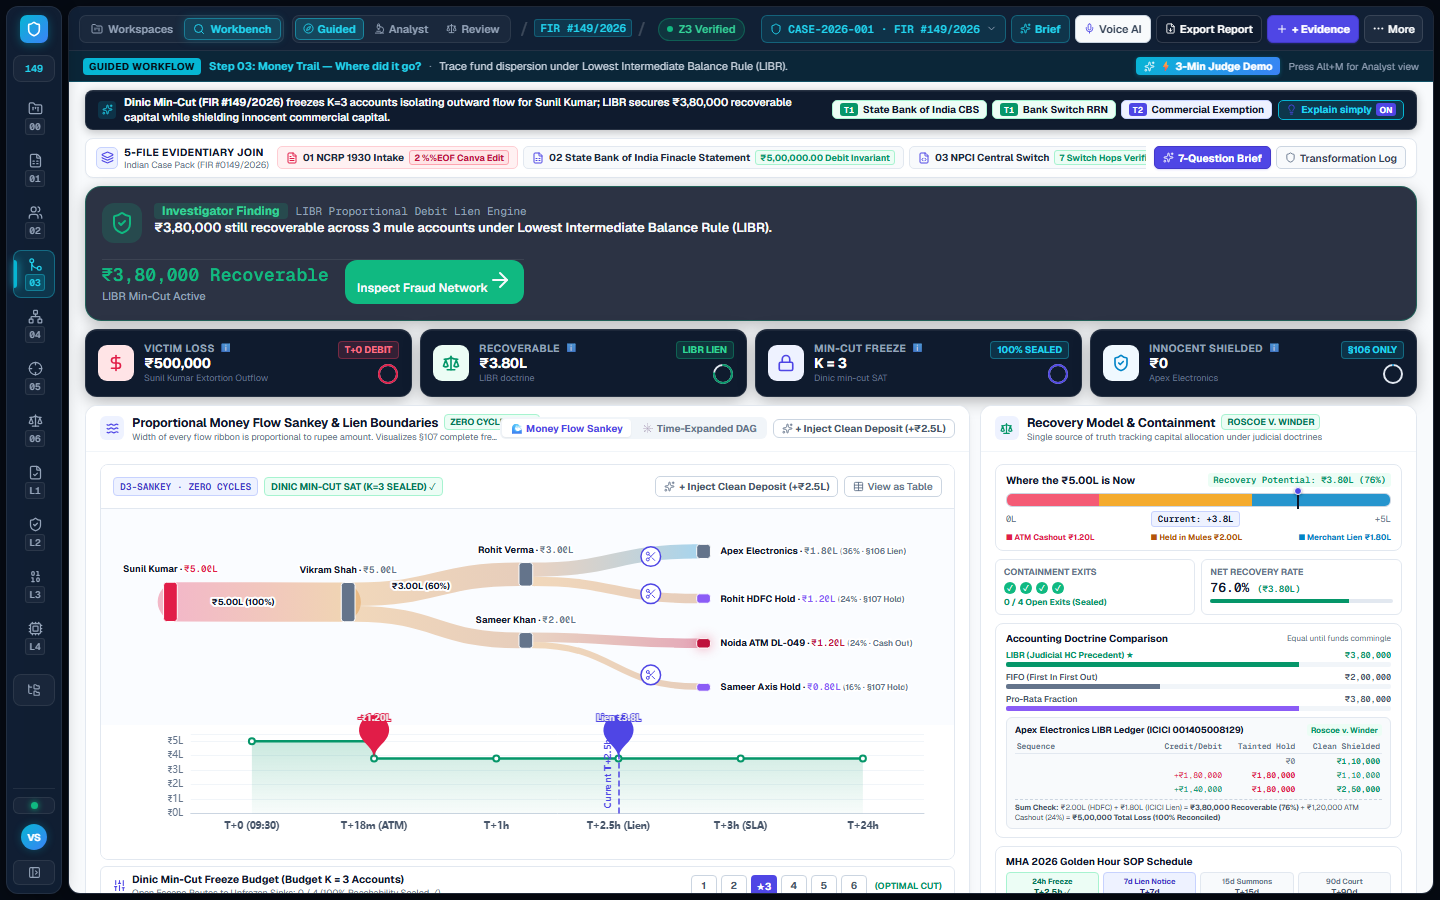 Workspaces
Workbench
Guided
Analyst
Review
/
FIR #149/2026
/
Z3 Verified
CASE-2026-001 · FIR #149/2026
Brief
Voice AI
Export Report
+ Evidence
More
149
00
01
02
03
04
05
06
L1
L2
L3
L4
VS
GUIDED WORKFLOW
Step 03: Money Trail — Where did it go? · Trace fund dispersion under Lowest Intermediate Balance Rule (LIBR).
3-Min Judge Demo
Press Alt+M for Analyst view
Dinic Min-Cut (FIR #149/2026) freezes K=3 accounts isolating outward flow for Sunil Kumar; LIBR secures ₹3,80,000 recoverable
capital while shielding innocent commercial capital.
T1 State Bank of India CBS
T1 Bank Switch RRN
T2 Commercial Exemption
Explain simply ON
5-FILE EVIDENTIARY JOIN
Indian Case Pack (FIR #0149/2026)
01 NCRP 1930 Intake
2 %%EOF Canva Edit
02 State Bank of India Finacle Statement
₹5,00,000.00 Debit Invariant
03 NPCI Central Switch
7 Switch Hops Verif
7-Question Brief
Transformation Log
Investigator Finding
LIBR Proportional Debit Lien Engine
₹3,80,000 still recoverable across 3 mule accounts under Lowest Intermediate Balance Rule (LIBR).
₹3,80,000 Recoverable
LIBR Min-Cut Active
Inspect Fraud Network
VICTIM LOSS
₹500,000
Sunil Kumar Extortion Outflow
T+0 DEBIT
RECOVERABLE
₹3.80L
LIBR doctrine
LIBR LIEN
MIN-CUT FREEZE
K = 3
Dinic min-cut SAT
100% SEALED
INNOCENT SHIELDED
₹0
Apex Electronics
§106 ONLY
Proportional Money Flow Sankey & Lien Boundaries
ZERO CYCL
Width of every flow ribbon is proportional to rupee amount. Visualizes §107 complete fre...
Money Flow Sankey
Time-Expanded DAG
+ Inject Clean Deposit (+₹2.5L)
D3-SANKEY · ZERO CYCLES
DINIC MIN-CUT SAT (K=3 SEALED) ✓
+ Inject Clean Deposit (+₹2.5L)
View as Table
Sunil Kumar · ₹5.00L
₹5.00L (100%)
Vikram Shah · ₹5.00L
₹3.00L (60%)
Rohit Verma · ₹3.00L
Sameer Khan · ₹2.00L
Apex Electronics · ₹1.80L (36% · §106 Lien)
Rohit HDFC Hold · ₹1.20L (24% · §107 Hold)
Noida ATM DL-049 · ₹1.20L (24% · Cash Out)
Sameer Axis Hold · ₹0.80L (16% · §107 Hold)
-₹1.20L
Lien ₹3.8L
Current T+2.5h
₹5L
₹4L
₹3L
₹2L
₹1L
₹0L
T+0 (09:30)
T+18m (ATM)
T+1h
T+2.5h (Lien)
T+3h (SLA)
T+24h
Dinic Min-Cut Freeze Budget (Budget K = 3 Accounts)
1
2
★3
4
5
6
(OPTIMAL CUT)
Recovery Model & Containment
ROSCOE V. WINDER
Single source of truth tracking capital allocation under judicial doctrines
Where the ₹5.00L is Now
Recovery Potential: ₹3.80L (76%)
0L
Current: +3.8L
+5L
ATM Cashout ₹1.20L
Held in Mules ₹2.00L
Merchant Lien ₹1.80L
CONTAINMENT EXITS
0 / 4 Open Exits (Sealed)
NET RECOVERY RATE
76.0% (₹3.80L)
Accounting Doctrine Comparison
Equal until funds commingle
LIBR (Judicial HC Precedent) ★
₹3,80,000
FIFO (First In First Out)
₹2,00,000
Pro-Rata Fraction
₹3,80,000
Apex Electronics LIBR Ledger (ICICI 001405008129)
Roscoe v. Winder
Sequence
Credit/Debit
Tainted Hold
Clean Shielded
₹0
₹1,10,000
+₹1,80,000
₹1,80,000
₹1,10,000
+₹1,40,000
₹1,80,000
₹2,50,000
Sum Check: ₹2.00L (HDFC) + ₹1.80L (ICICI Lien) = ₹3,80,000 Recoverable (76%) + ₹1,20,000 ATM
Cashout (24%) = ₹5,00,000 Total Loss (100% Reconciled)
MHA 2026 Golden Hour SOP Schedule
24h Freeze
T+2.5h ✓
7d Lien Notice
T+7d
15d Summons
T+15d
90d Court
T+90d